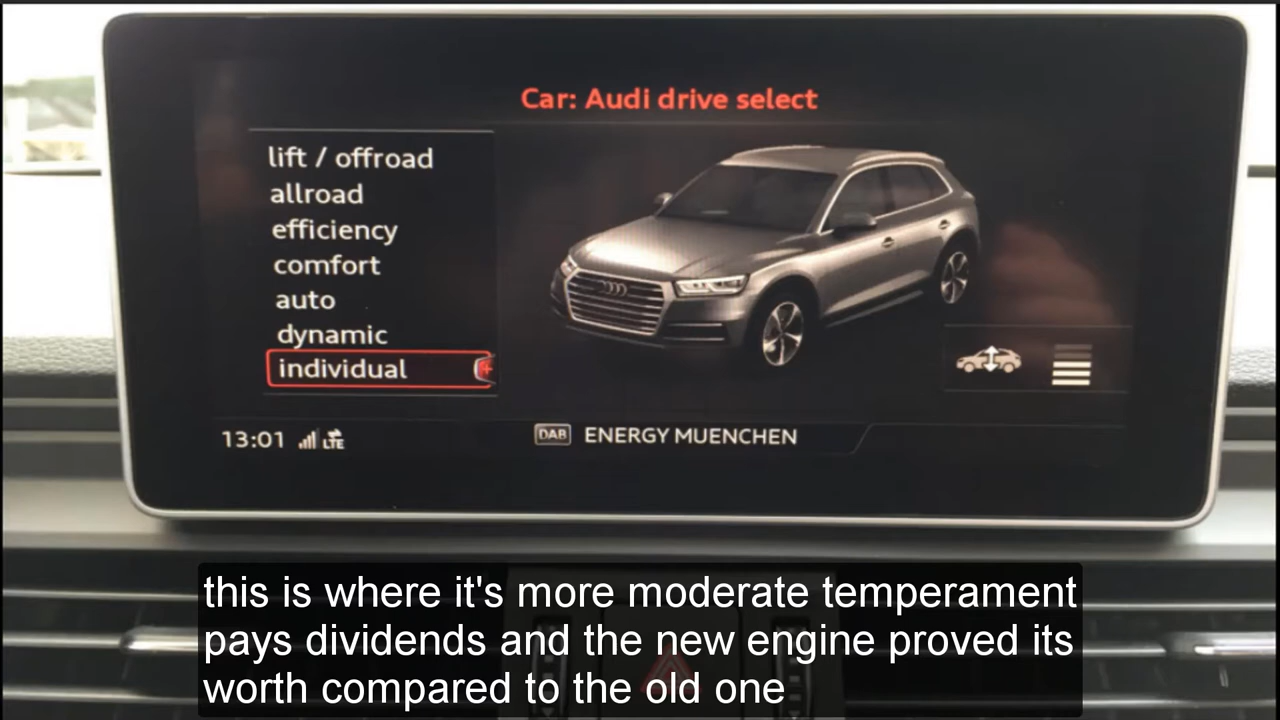 Car: Audi drive select
lift / offroad
allroad
efficiency
comfort
auto
dynamic
individual
13:01 LTE
DAB ENERGY MUENCHEN
this is where it's more moderate temperament
pays dividends and the new engine proved its
worth compared to the old one